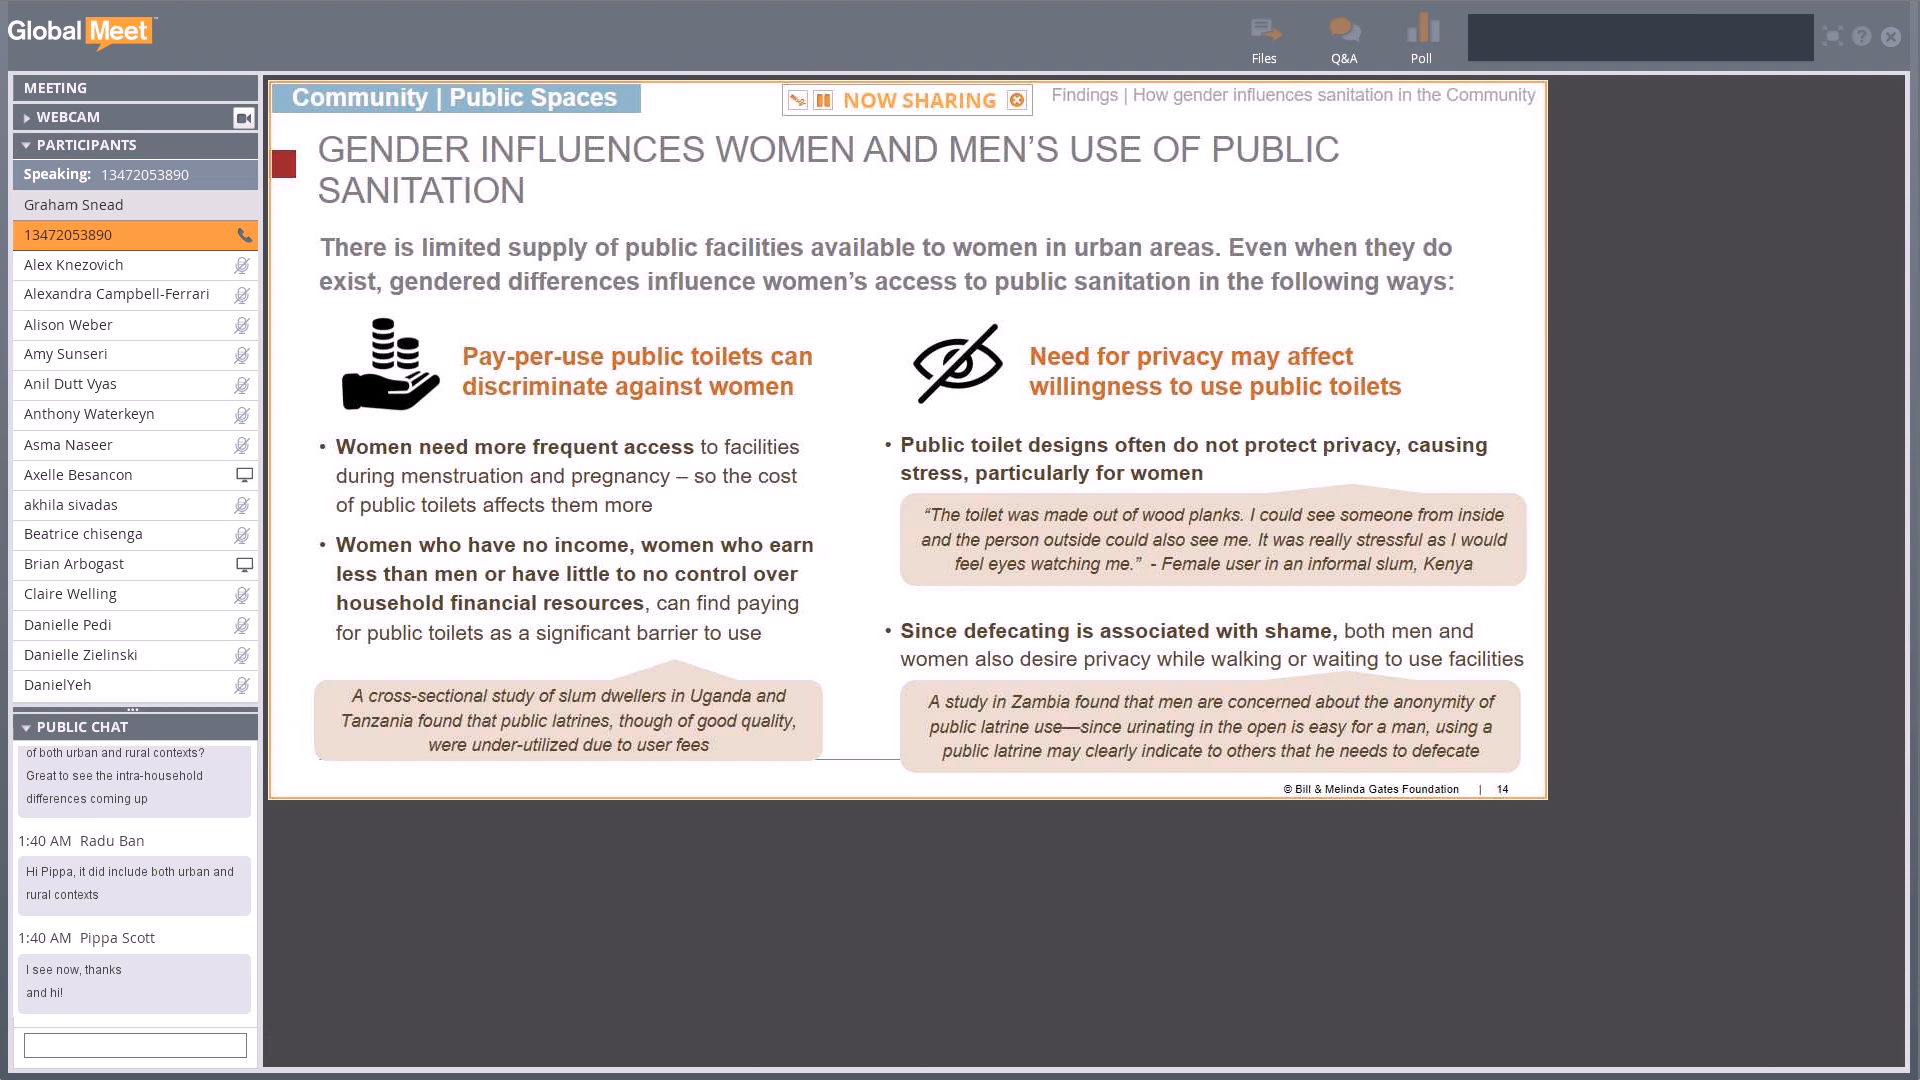 Global Meet
Files
Q&A
Poll
MEETING
WEBCAM
PARTICIPANTS
Speaking: 13472053890
Graham Snead
13472053890
Alex Knezovich
Alexandra Campbell-Ferrari
Alison Weber
Amy Sunseri
Anil Dutt Vyas
Anthony Waterkeyn
Asma Naseer
Axelle Besancon
akhila sivadas
Beatrice chisenga
Brian Arbogast
Claire Welling
Danielle Pedi
Danielle Zielinski
DanielYeh
PUBLIC CHAT
of both urban and rural contexts?
Great to see the intra-household
differences coming up
1:40 AM Radu Ban
Hi Pippa, it did include both urban and
rural contexts
1:40 AM Pippa Scott
I see now, thanks
and hi!
Community | Public Spaces
NOW SHARING
Findings | How gender influences sanitation in the Community
GENDER INFLUENCES WOMEN AND MEN’S USE OF PUBLIC
SANITATION
There is limited supply of public facilities available to women in urban areas. Even when they do
exist, gendered differences influence women’s access to public sanitation in the following ways:
Pay-per-use public toilets can
discriminate against women
• Women need more frequent access to facilities
during menstruation and pregnancy – so the cost
of public toilets affects them more
• Women who have no income, women who earn
less than men or have little to no control over
household financial resources, can find paying
for public toilets as a significant barrier to use
A cross-sectional study of slum dwellers in Uganda and
Tanzania found that public latrines, though of good quality,
were under-utilized due to user fees
Need for privacy may affect
willingness to use public toilets
• Public toilet designs often do not protect privacy, causing
stress, particularly for women
“The toilet was made out of wood planks. I could see someone from inside
and the person outside could also see me. It was really stressful as I would
feel eyes watching me.” - Female user in an informal slum, Kenya
• Since defecating is associated with shame, both men and
women also desire privacy while walking or waiting to use facilities
A study in Zambia found that men are concerned about the anonymity of
public latrine use—since urinating in the open is easy for a man, using a
public latrine may clearly indicate to others that he needs to defecate
© Bill & Melinda Gates Foundation | 14